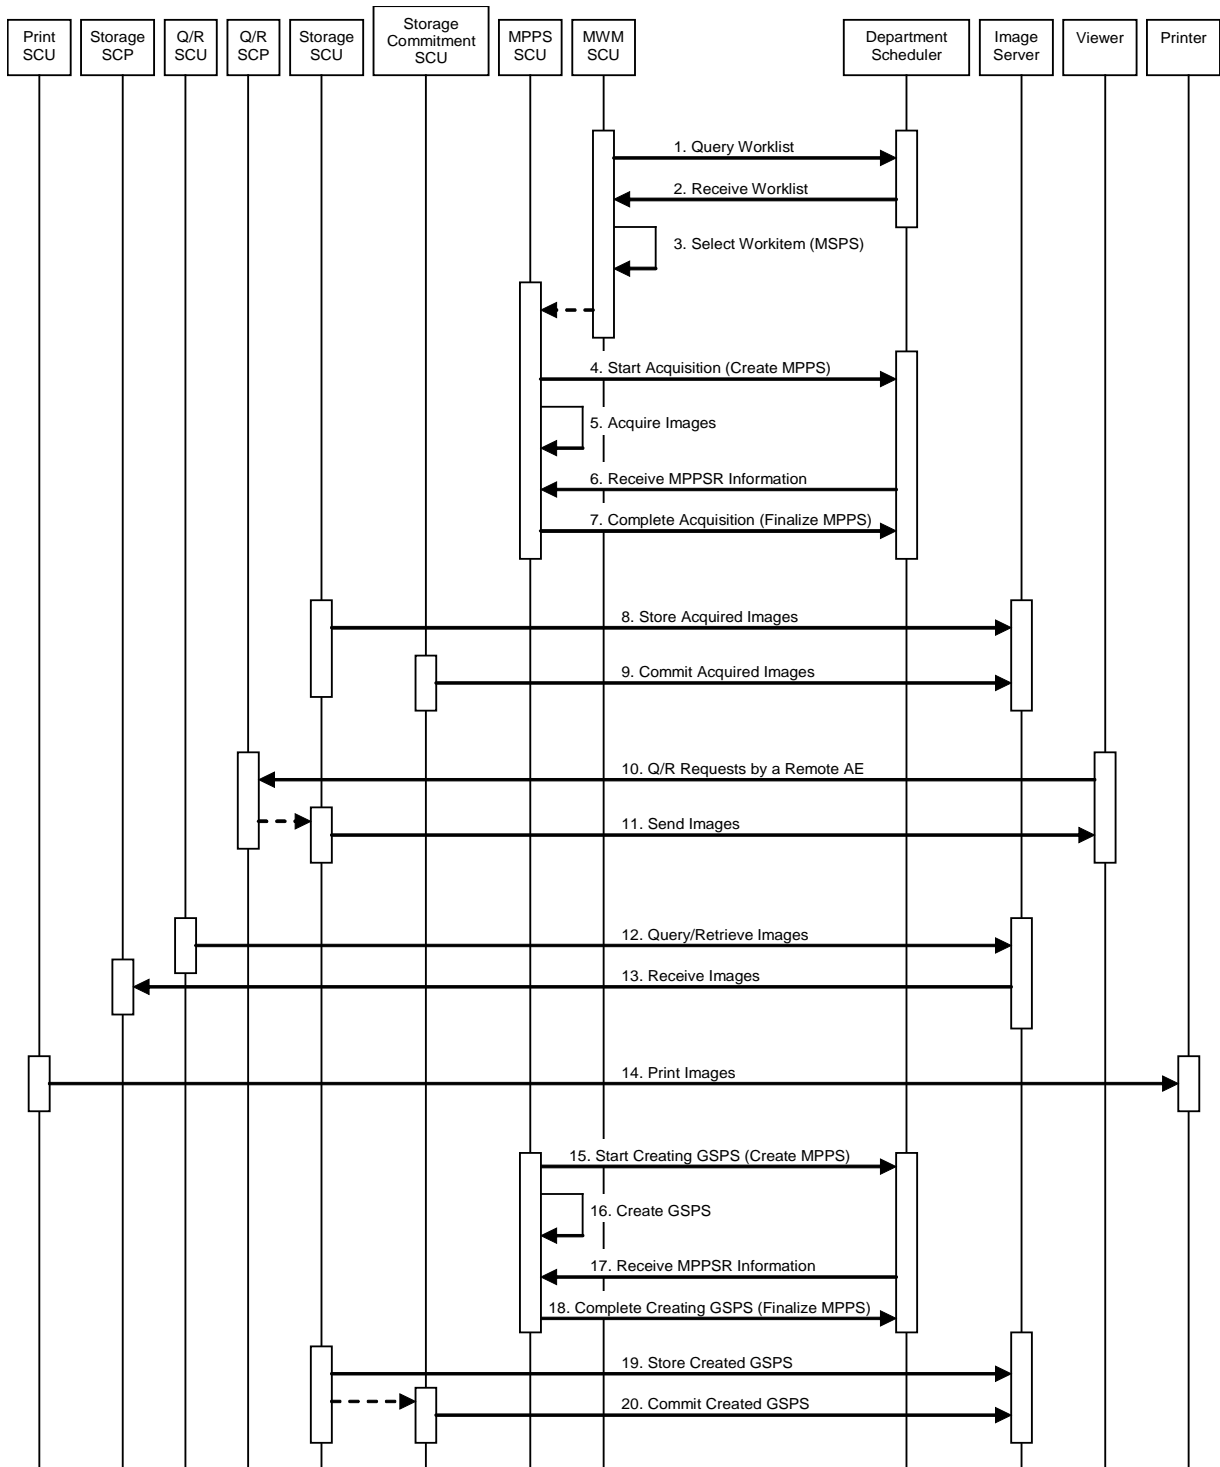 Print
SCU
Storage
SCP
Q/R
SCU
Q/R
SCP
Storage
SCU
Storage
Commitment
SCU
MPPS
SCU
MWM
SCU
Department
Scheduler
Image
Server
Viewer
Printer
1. Query Worklist
2. Receive Worklist
3. Select Workitem (MSPS)
4. Start Acquisition (Create MPPS)
5. Acquire Images
6. Receive MPPSR Information
7. Complete Acquisition (Finalize MPPS)
8. Store Acquired Images
9. Commit Acquired Images
10. Q/R Requests by a Remote AE
11. Send Images
12. Query/Retrieve Images
13. Receive Images
14. Print Images
15. Start Creating GSPS (Create MPPS)
16. Create GSPS
17. Receive MPPSR Information
18. Complete Creating GSPS (Finalize MPPS)
19. Store Created GSPS
20. Commit Created GSPS